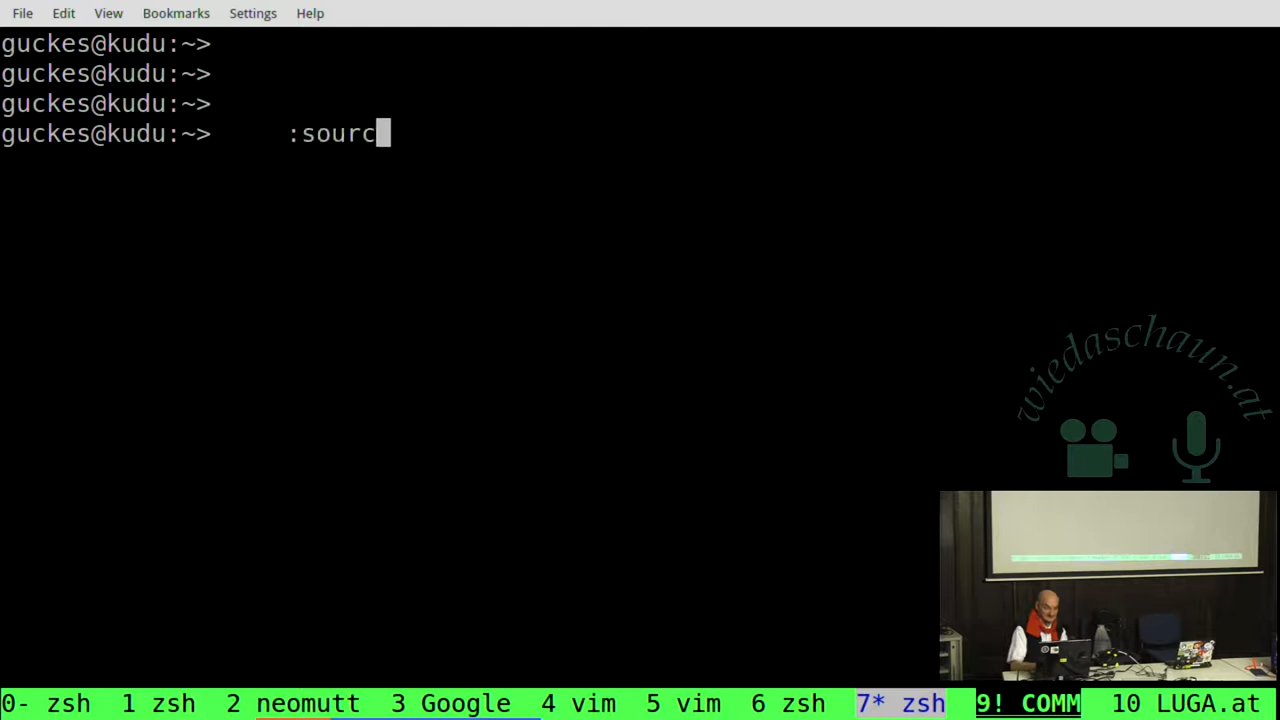 File Edit View Bookmarks Settings Help
guckes@kudu:~>
guckes@kudu:~>
guckes@kudu:~>
guckes@kudu:~>     :sourc
wiedaschaun.at
0- zsh 1 zsh 2 neomutt 3 Google 4 vim 5 vim 6 zsh 7* zsh 9! COMM 10 LUGA.at